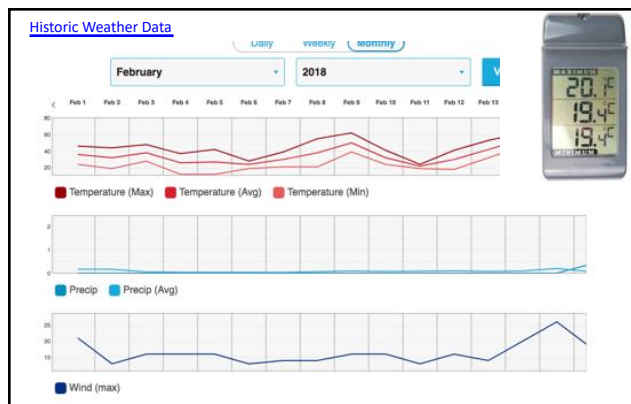 Historic Weather Data
Daily Weekly Monthly
February 2018 V
Feb 1 Feb 2 Feb 3 Feb 4 Feb 5 Feb 6 Feb 7 Feb 8 Feb 9 Feb 10 Feb 11 Feb 12 Feb 13
80
60
40
20
Temperature (Max) Temperature (Avg) Temperature (Min)
2
1
0
Precip Precip (Avg)
25
20
15
Wind (max)
MAXIMUM
20.1°C
19.4°C
19.4°C
MINIMUM